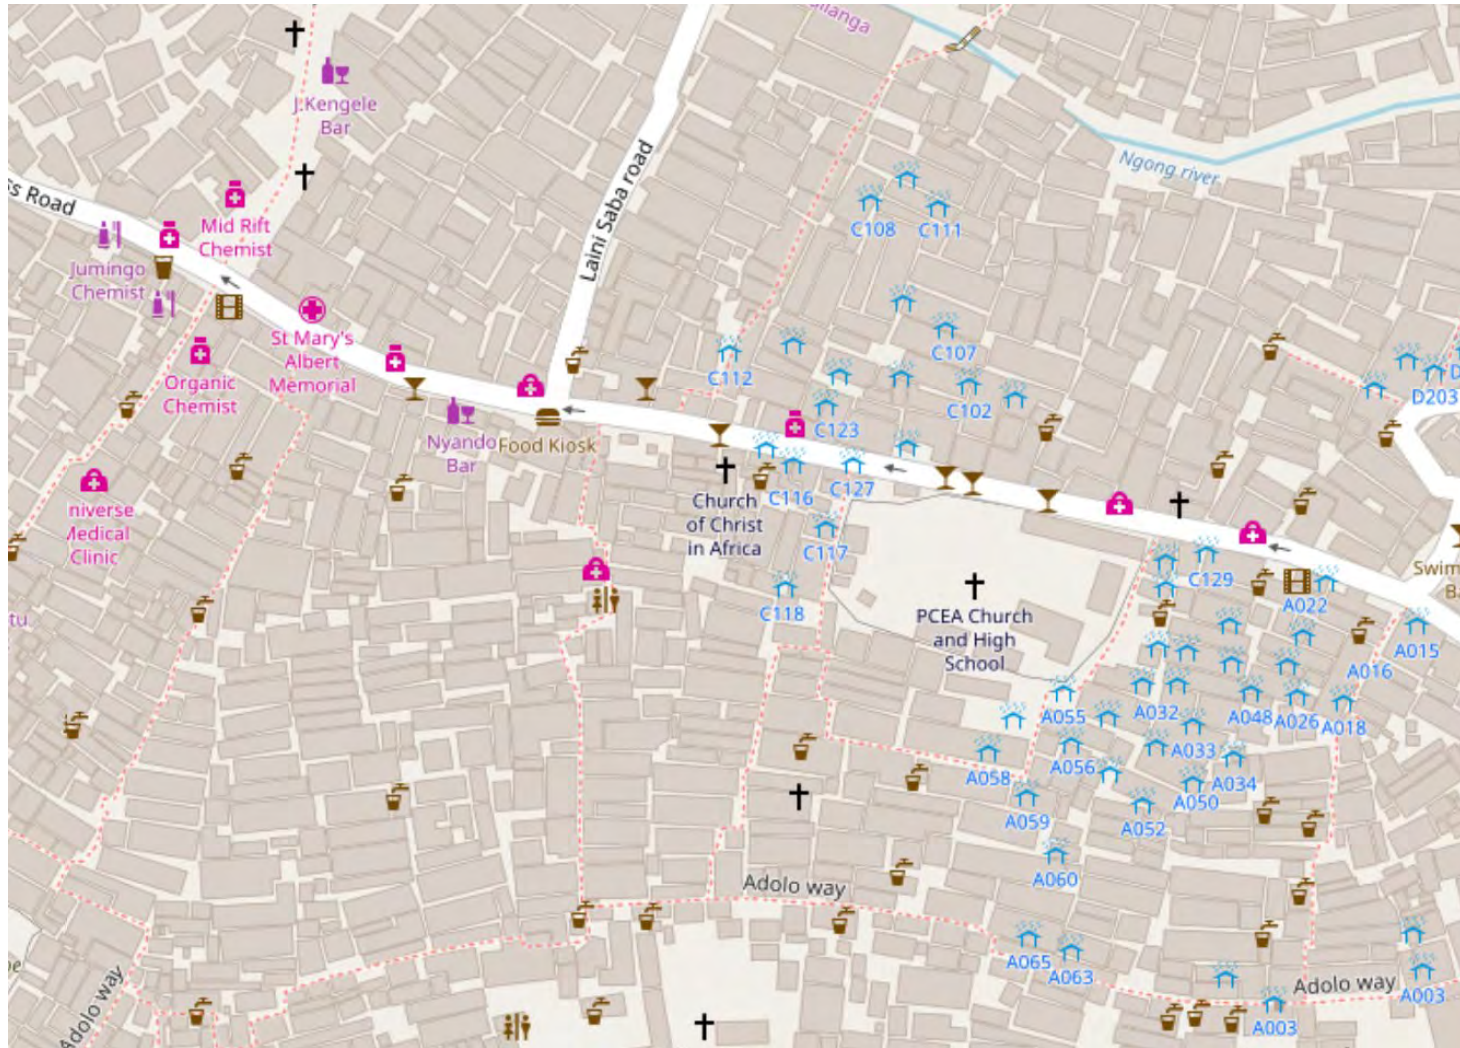 J.Kengele
Bar
ss Road
Mid Rift
Chemist
Jumingo
Chemist
Laini Saba road
Ngong river
C108
C111
St Mary's
Albert
Memorial
Organic
Chemist
C107
C112
C102
C123
D203
Nyando
Bar
Food Kiosk
niverse
Medical
Clinic
Church
of Christ
in Africa
C116
C127
C117
C118
PCEA Church
and High
School
C129
A022
A015
A016
A055
A032
A048
A026
A018
A033
A056
A058
A034
A050
A059
A052
A060
Adolo way
A065
A063
Adolo way
A003
A003
Adolo way